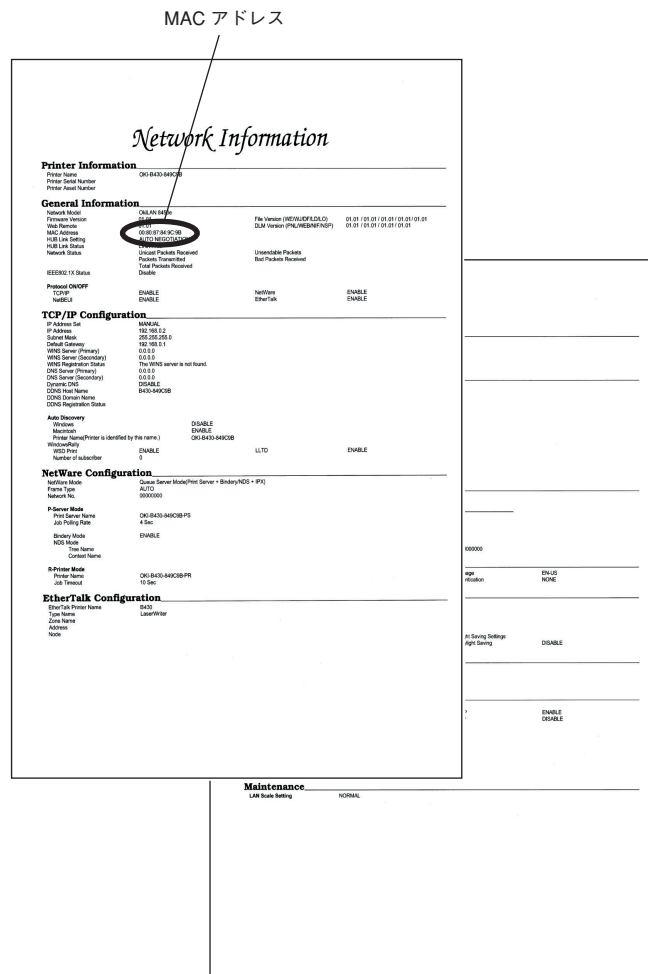 MAC アドレス
Network Information
Printer Information
Printer Name OKI-B430-849C9B
Printer Serial Number
Printer Asset Number
General Information
Network Model OkiLAN 8450e
Firmware Version 01.01 File Version (WE/WJ/DF/LD/LO) 01.01 / 01.01 / 01.01 / 01.01 / 01.01
Web Remote 01.01 DLM Version (PNL/WEB/NIF/NSP) 01.01 / 01.01 / 01.01 / 01.01
MAC Address 00:80:87:84:9C:9B
HUB Link Setting AUTO NEGOTIATION
HUB Link Status
Network Status Unicast Packets Received Unsendable Packets
Packets Transmitted Bad Packets Received
Total Packets Received
IEEE802.1X Status Disable
Protocol ON/OFF
TCP/IP ENABLE NetWare ENABLE
NetBEUI ENABLE EtherTalk ENABLE
TCP/IP Configuration
IP Address Set MANUAL
IP Address 192.168.0.2
Subnet Mask 255.255.255.0
Default Gateway 192.168.0.1
WINS Server (Primary) 0.0.0.0
WINS Server (Secondary) 0.0.0.0
WINS Registration Status The WINS server is not found.
DNS Server (Primary) 0.0.0.0
DNS Server (Secondary) 0.0.0.0
Dynamic DNS DISABLE
DDNS Host Name B430-849C9B
DDNS Domain Name
DDNS Registration Status
Auto Discovery
Windows DISABLE
Macintosh ENABLE
Printer Name(Printer is identified by this name.) OKI-B430-849C9B
WindowsRally
WSD Print ENABLE LLTD ENABLE
Number of subscriber 0
NetWare Configuration
NetWare Mode Queue Server Mode(Print Server + Bindery/NDS + IPX)
Frame Type AUTO
Network No. 00000000
P-Server Mode
Print Server Name OKI-B430-849C9B-PS
Job Polling Rate 4 Sec
Bindery Mode ENABLE
NDS Mode
Tree Name
Context Name
R-Printer Mode
Printer Name OKI-B430-849C9B-PR
Job Timeout 10 Sec
EtherTalk Configuration
EtherTalk Printer Name B430
Type Name LaserWriter
Zone Name
Address
Node
000000
age EN-US
ntication NONE
ht Saving Settings
light Saving DISABLE
ENABLE
DISABLE
Maintenance
LAN Scale Setting NORMAL